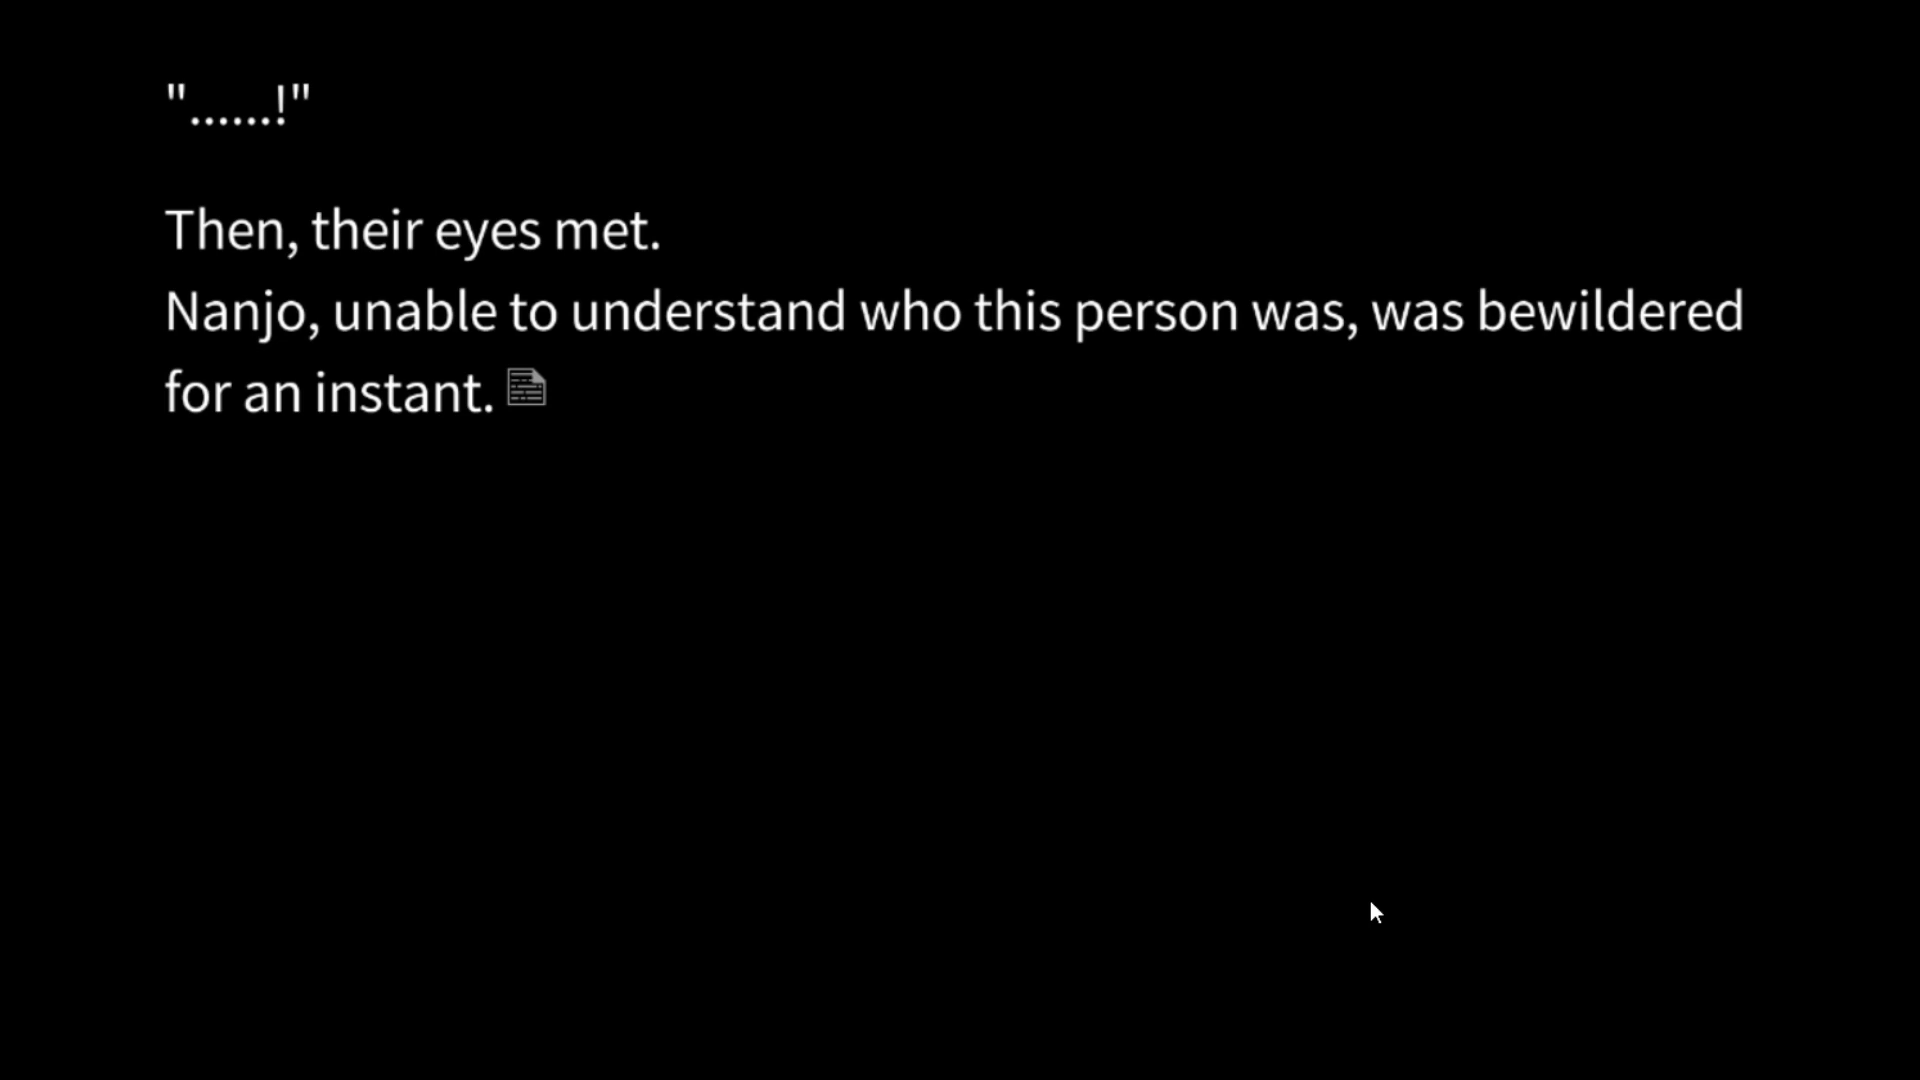 "......!"
Then, their eyes met.
Nanjo, unable to understand who this person was, was bewildered
for an instant.